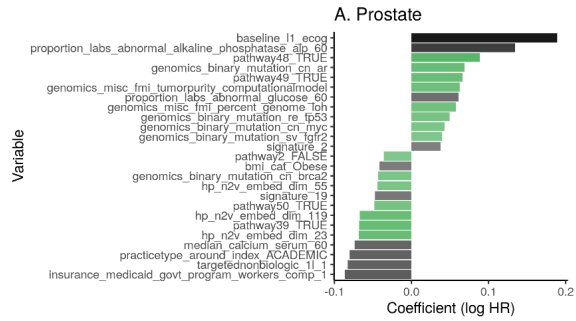 A. Prostate
baseline_l1_ecog
proportion_labs_abnormal_alkaline_phosphatase_alp_60
pathway48_TRUE
genomics_binary_mutation_cn_ar
pathway49_TRUE
genomics_misc_fmi_tumorpurity_computationalmodel
proportion_labs_abnormal_glucose_60
genomics_misc_fmi_percent_genome_loh
genomics_binary_mutation_re_tp53
genomics_binary_mutation_cn_myc
genomics_binary_mutation_sv_fgfr2
signature_2
pathway2_FALSE
bmi_cat_Obese
genomics_binary_mutation_cn_brca2
hp_n2v_embed_dim_55
signature_19
pathway50_TRUE
hp_n2v_embed_dim_119
pathway39_TRUE
hp_n2v_embed_dim_23
median_calcium_serum_60
practicetype_around_index_ACADEMIC
targetednonbiologic_1l_1
insurance_medicaid_govt_program_workers_comp_1
Variable
-0.1 0.0 0.1 0.2
Coefficient (log HR)